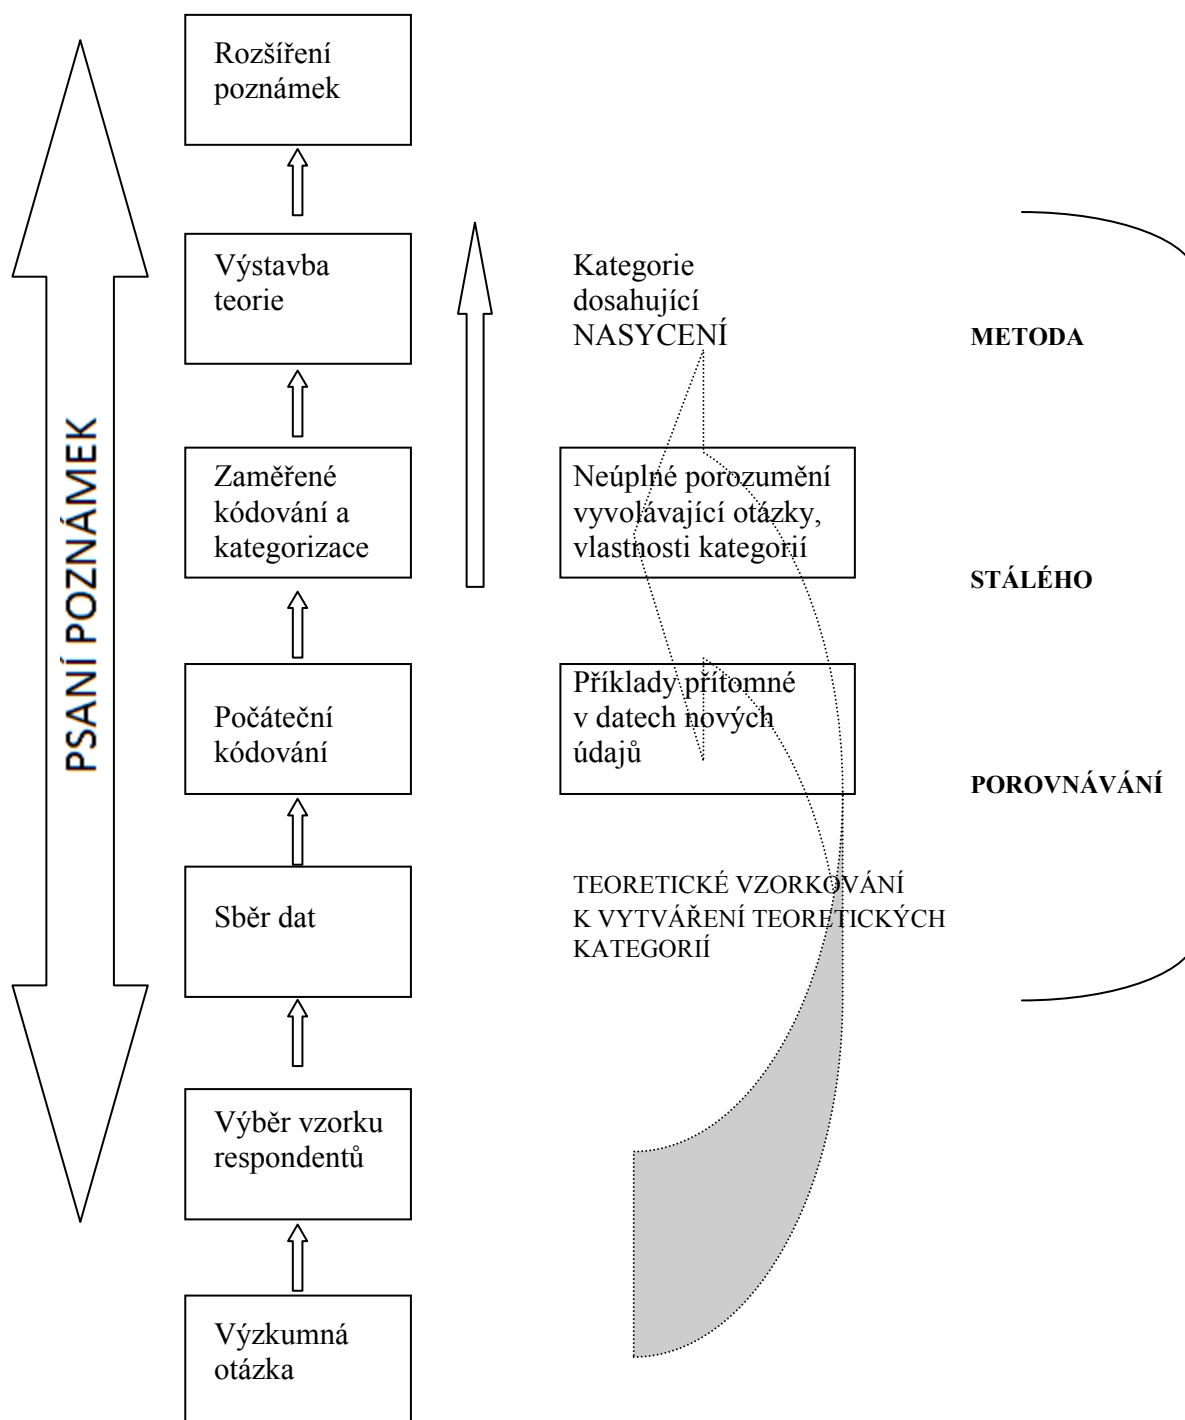 Rozšíření
poznámek
Výstavba
teorie
Kategorie
dosahující
NASYCENÍ
METODA
PSANÍ POZNÁMEK
Zaměřené
kódování a
kategorizace
Neúplné porozumění
vyvolávající otázky,
vlastnosti kategorií
STÁLÉHO
Počáteční
kódování
Příklady přítomné
v datech nových
údajů
POROVNÁVÁNÍ
Sběr dat
TEORETICKÉ VZORKOVÁNÍ
K VYTVÁŘENÍ TEORETICKÝCH
KATEGORIÍ
Výběr vzorku
respondentů
Výzkumná
otázka